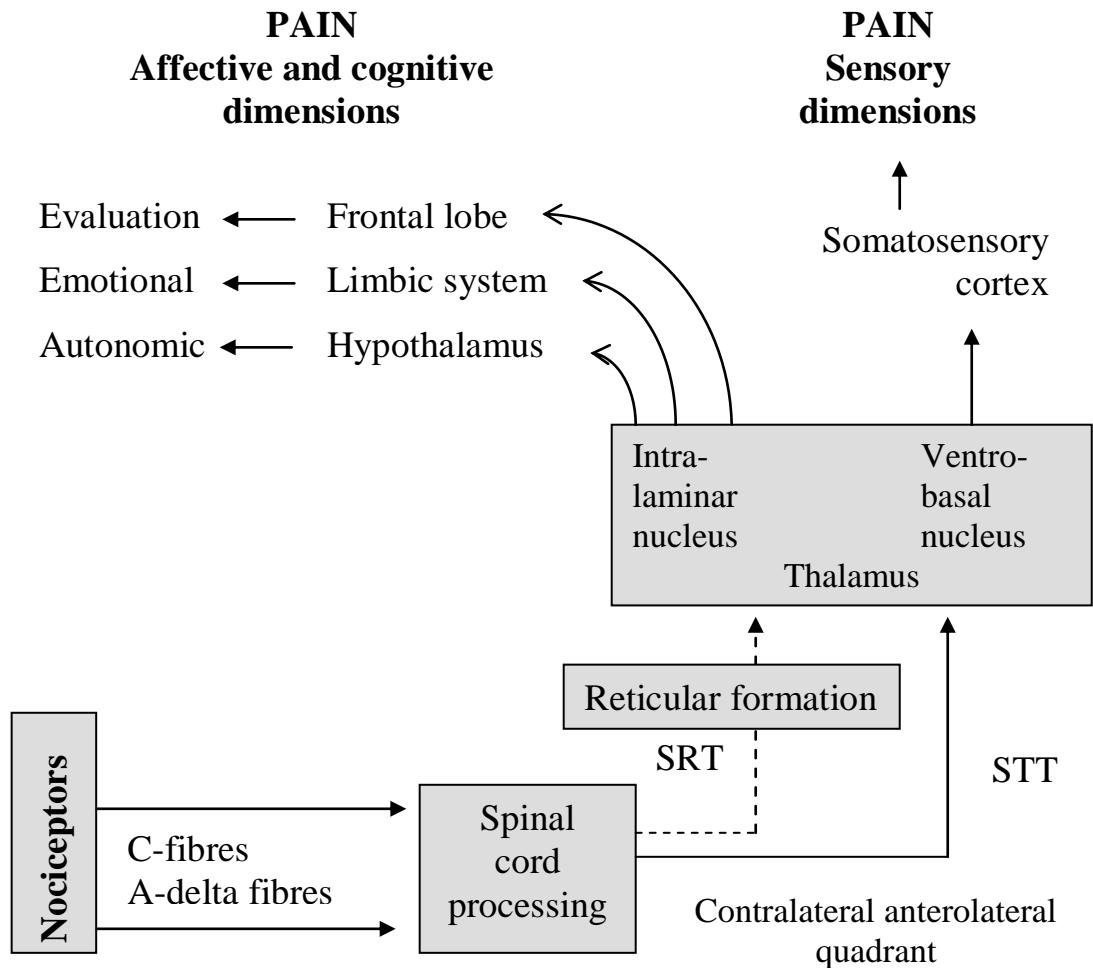 PAIN
Affective and cognitive
dimensions
PAIN
Sensory
dimensions
Evaluation
Frontal lobe
Emotional
Limbic system
Autonomic
Hypothalamus
Somatosensory
cortex
Intra-
laminar
nucleus
Ventro-
basal
nucleus
Thalamus
Reticular formation
SRT
STT
Nociceptors
C-fibres
A-delta fibres
Spinal
cord
processing
Contralateral anterolateral
quadrant